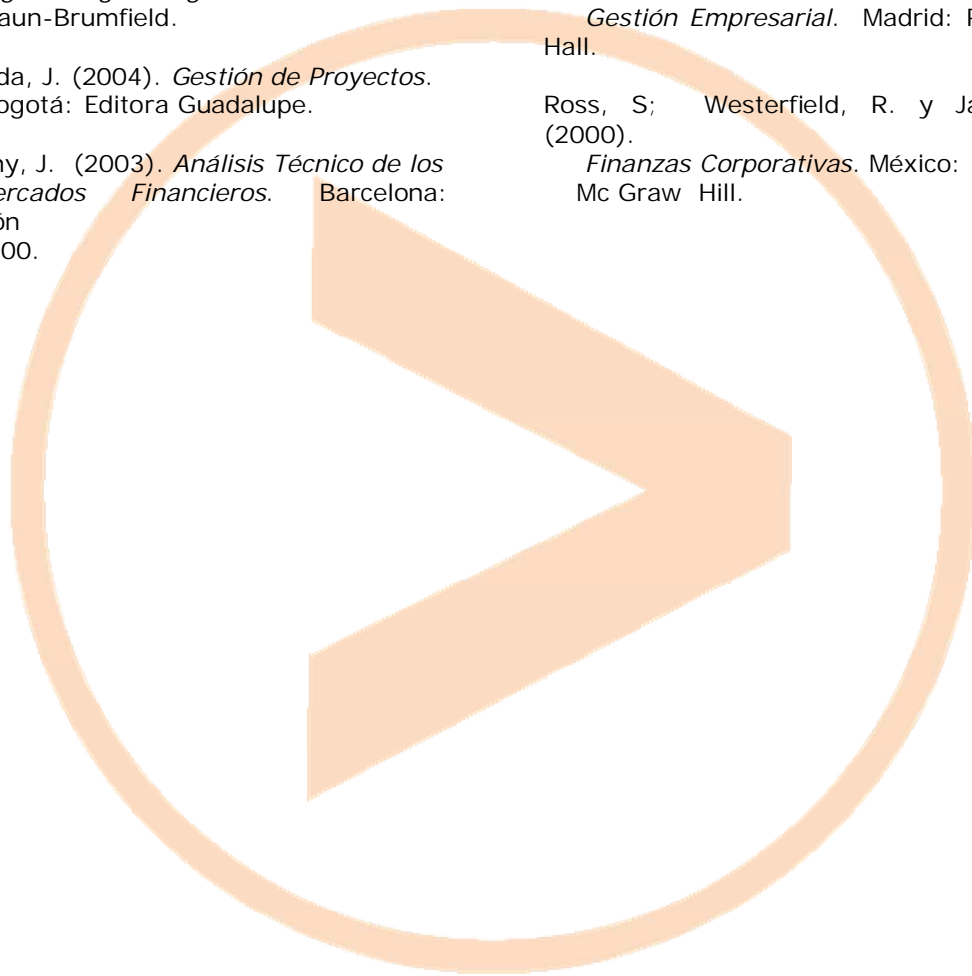 aun-Brumfield.
da, J. (2004). Gestión de Proyectos.
ogotá: Editora Guadalupe.
ny, J. (2003). Análisis Técnico de los
ercados Financieros. Barcelona:
ón
00.
Gestión Empresarial. Madrid: P
Hall.
Ross, S; Westerfield, R. y Ja
(2000).
Finanzas Corporativas. México:
Mc Graw Hill.